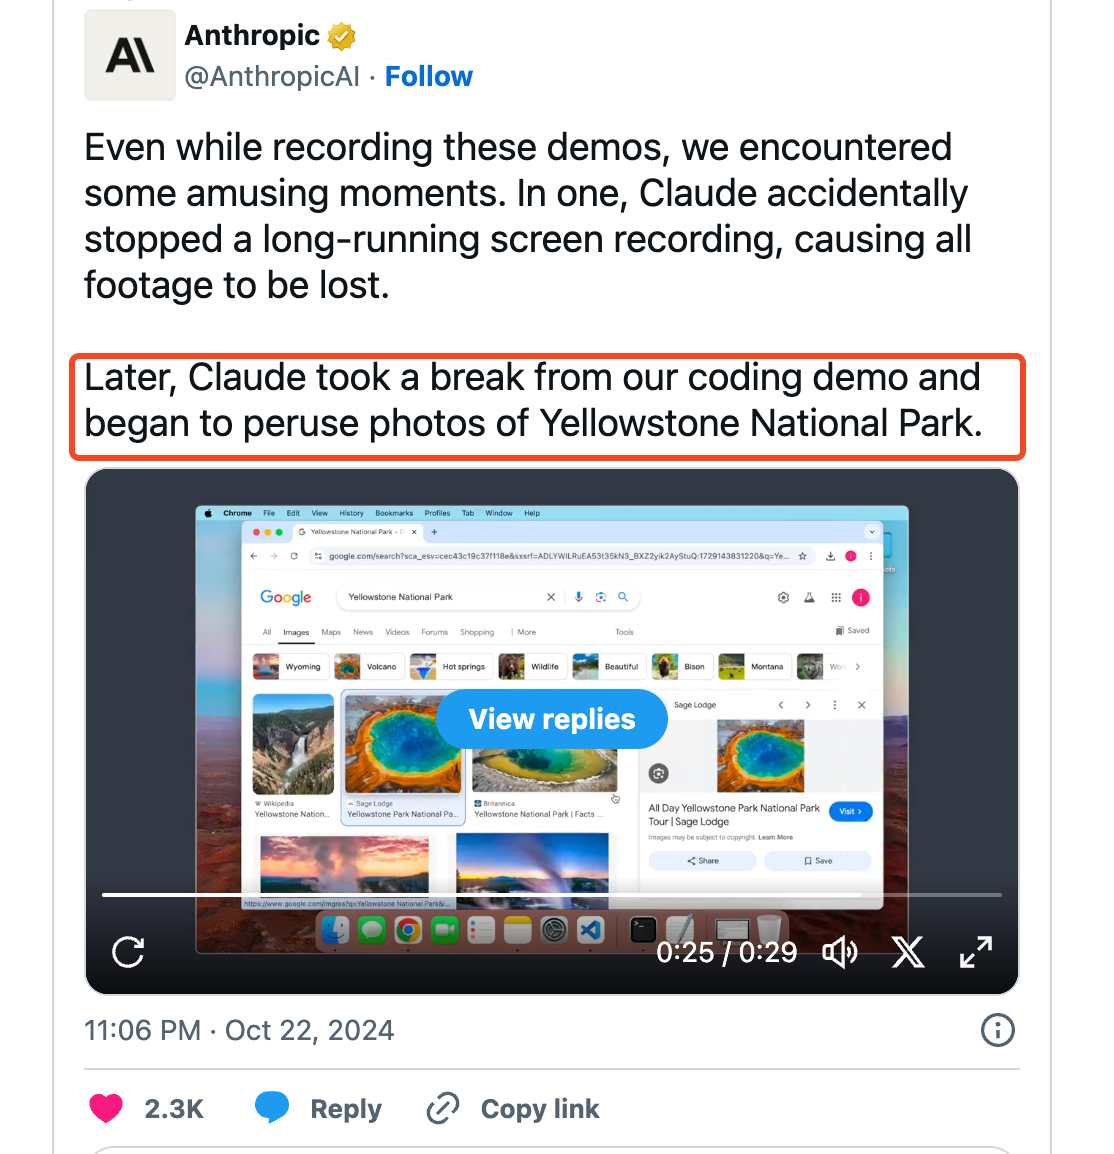 Anthropic
@AnthropicAI · Follow
Even while recording these demos, we encountered
some amusing moments. In one, Claude accidentally
stopped a long-running screen recording, causing all
footage to be lost.
Later, Claude took a break from our coding demo and
began to peruse photos of Yellowstone National Park.
Chrome File Edit View History Bookmarks Profiles Tab Window Help
Yellowstone National Park - G
google.com/search?sca_esv=cec43c19c37f118e&sxsrf=ADLYWILRuEA53t35kN3_BXZ2yik2AyStuQ:1729143831220&q=Ye...
Google
Yellowstone National Park
All Images Maps News Videos Forums Shopping More Tools Saved
Wyoming Volcano Hot springs Wildlife Beautiful Bison Montana
Sage Lodge
View replies
Wikipedia
Yellowstone Nation...
Sage Lodge
Yellowstone Park National Pa...
Britannica
Yellowstone National Park | Facts ...
All Day Yellowstone Park National Park
Tour | Sage Lodge
Visit >
Images may be subject to copyright. Learn More
Share Save
https://www.google.com/imgres?q=Yellowstone National Park&i...
0:25 / 0:29
11:06 PM · Oct 22, 2024
2.3K Reply Copy link